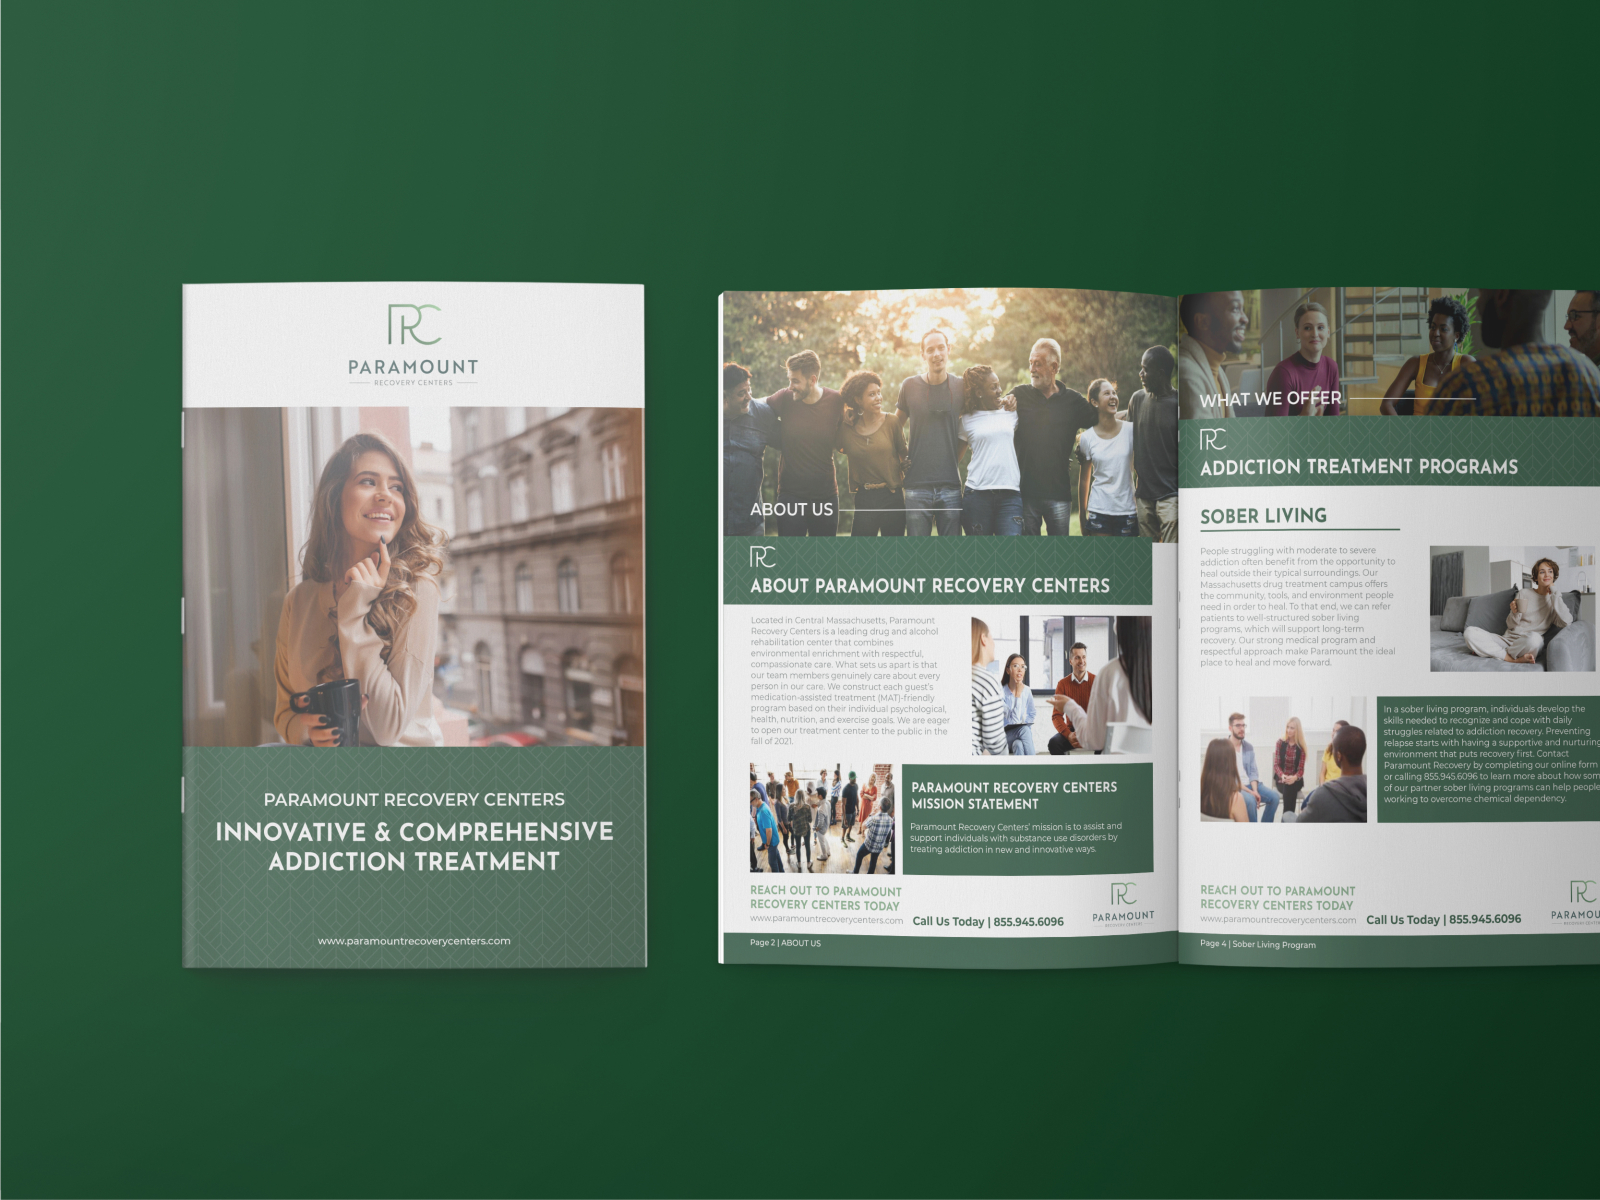 RC
PARAMOUNT
RECOVERY CENTERS
PARAMOUNT RECOVERY CENTERS
INNOVATIVE & COMPREHENSIVE
ADDICTION TREATMENT
www.paramountrecoverycenters.com
ABOUT US
RC
ABOUT PARAMOUNT RECOVERY CENTERS
Located in Central Massachusetts, Paramount
Recovery Centers is a leading drug and alcohol
rehabilitation center that combines
environmental enrichment with respectful,
compassionate care. What sets us apart is that
our team members genuinely care about every
person in our care. We construct each guest's
medication-assisted treatment (MAT)-friendly
program based on their individual psychological,
health, nutrition, and exercise goals. We are eager
to open our treatment center to the public in the
fall of 2021.
PARAMOUNT RECOVERY CENTERS
MISSION STATEMENT
Paramount Recovery Centers' mission is to assist and
support individuals with substance use disorders by
treating addiction in new and innovative ways.
REACH OUT TO PARAMOUNT
RECOVERY CENTERS TODAY
www.paramountrecoverycenters.com
Call Us Today | 855.945.6096
RC
PARAMOUNT
RECOVERY CENTERS
Page 2 | ABOUT US
WHAT WE OFFER
RC
ADDICTION TREATMENT PROGRAMS
SOBER LIVING
People struggling with moderate to severe
addiction often benefit from the opportunity to
heal outside their typical surroundings. Our
Massachusetts drug treatment campus offers
the community, tools, and environment people
need in order to heal. To that end, we can refer
patients to well-structured sober living
programs, which will support long-term
recovery. Our strong medical program and
respectful approach make Paramount the ideal
place to heal and move forward.
In a sober living program, individuals develop the
skills needed to recognize and cope with daily
struggles related to addiction recovery. Preventing
relapse starts with having a supportive and nurturing
environment that puts recovery first. Contact
Paramount Recovery by completing our online form
or calling 855.945.6096 to learn more about how som
of our partner sober living programs can help people
working to overcome chemical dependency.
REACH OUT TO PARAMOUNT
RECOVERY CENTERS TODAY
www.paramountrecoverycenters.com
Call Us Today | 855.945.6096
RC
PARAMOU
Page 4 | Sober Living Program